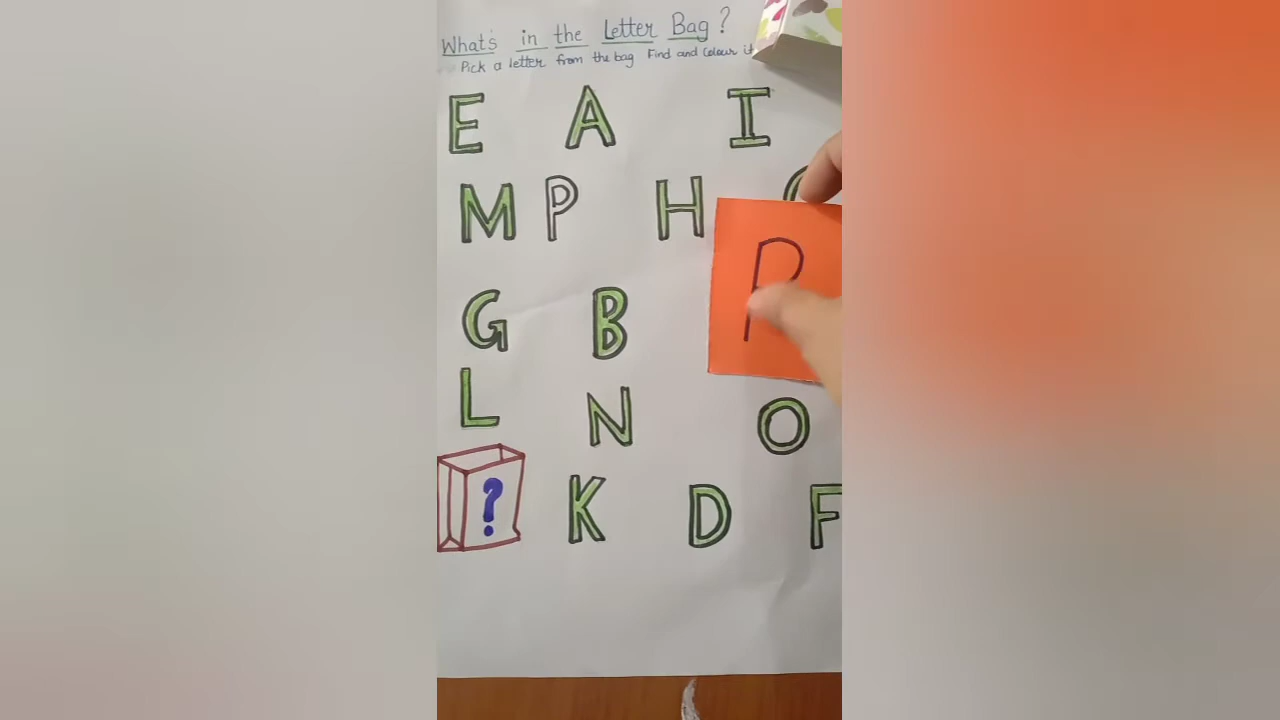 What's in the Letter Bag?
Pick a letter from the bag Find and Colour it
E A I
M P H
P
G B
L N O
? K D F